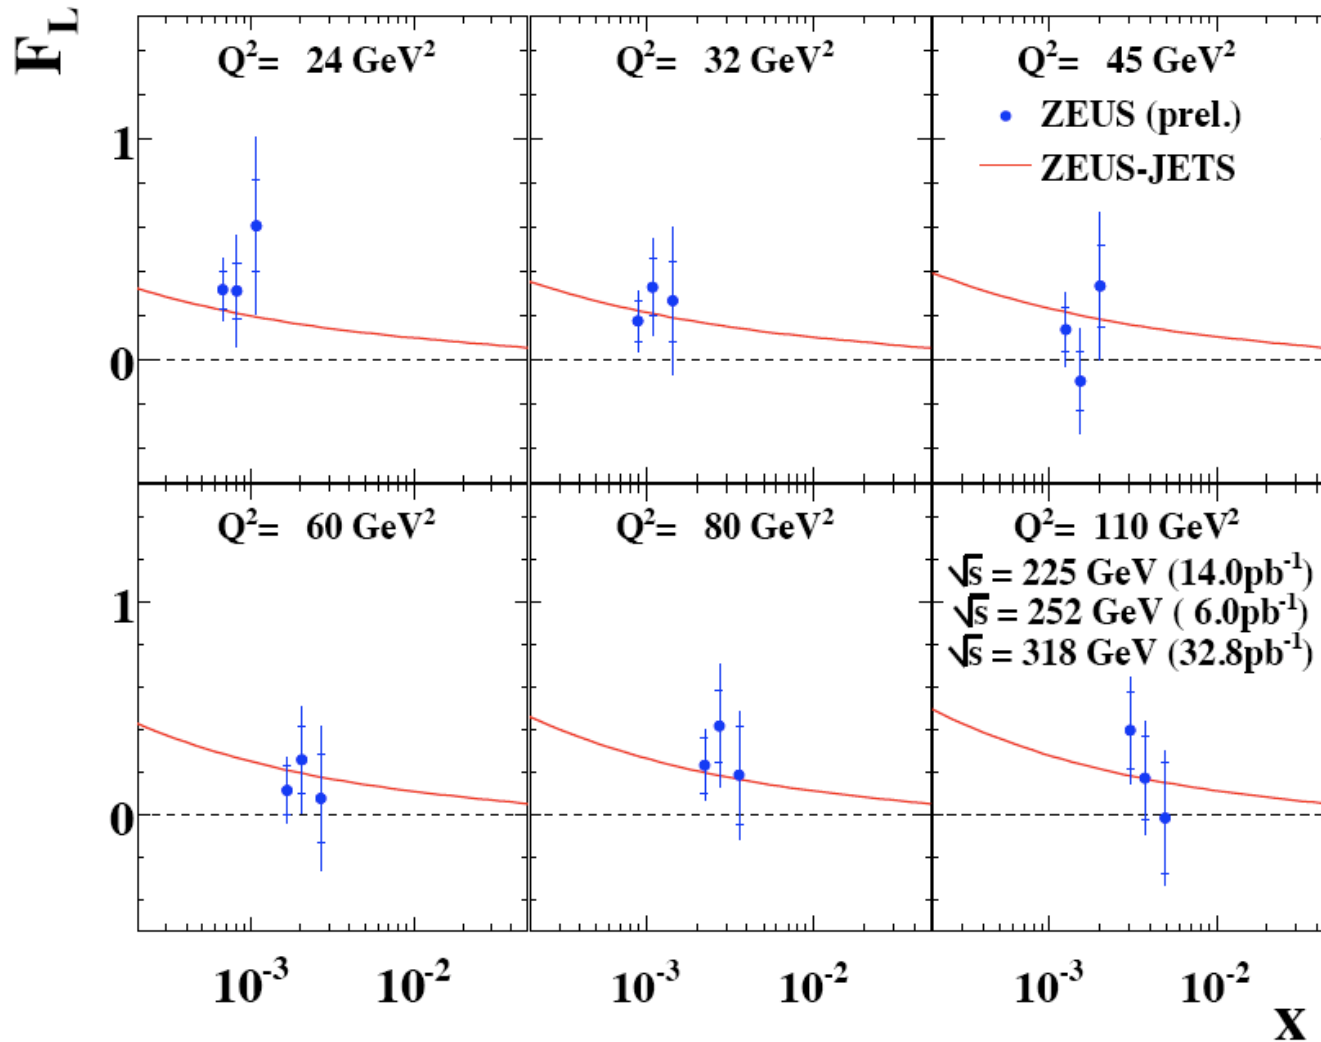 F_L
Q²= 24 GeV²
Q²= 32 GeV²
Q²= 45 GeV²
ZEUS (prel.)
ZEUS-JETS
1
0
Q²= 60 GeV²
Q²= 80 GeV²
Q²= 110 GeV²
√s = 225 GeV (14.0pb⁻¹)
√s = 252 GeV ( 6.0pb⁻¹)
√s = 318 GeV (32.8pb⁻¹)
1
0
10⁻³ 10⁻² 10⁻³ 10⁻² 10⁻³ 10⁻²
x